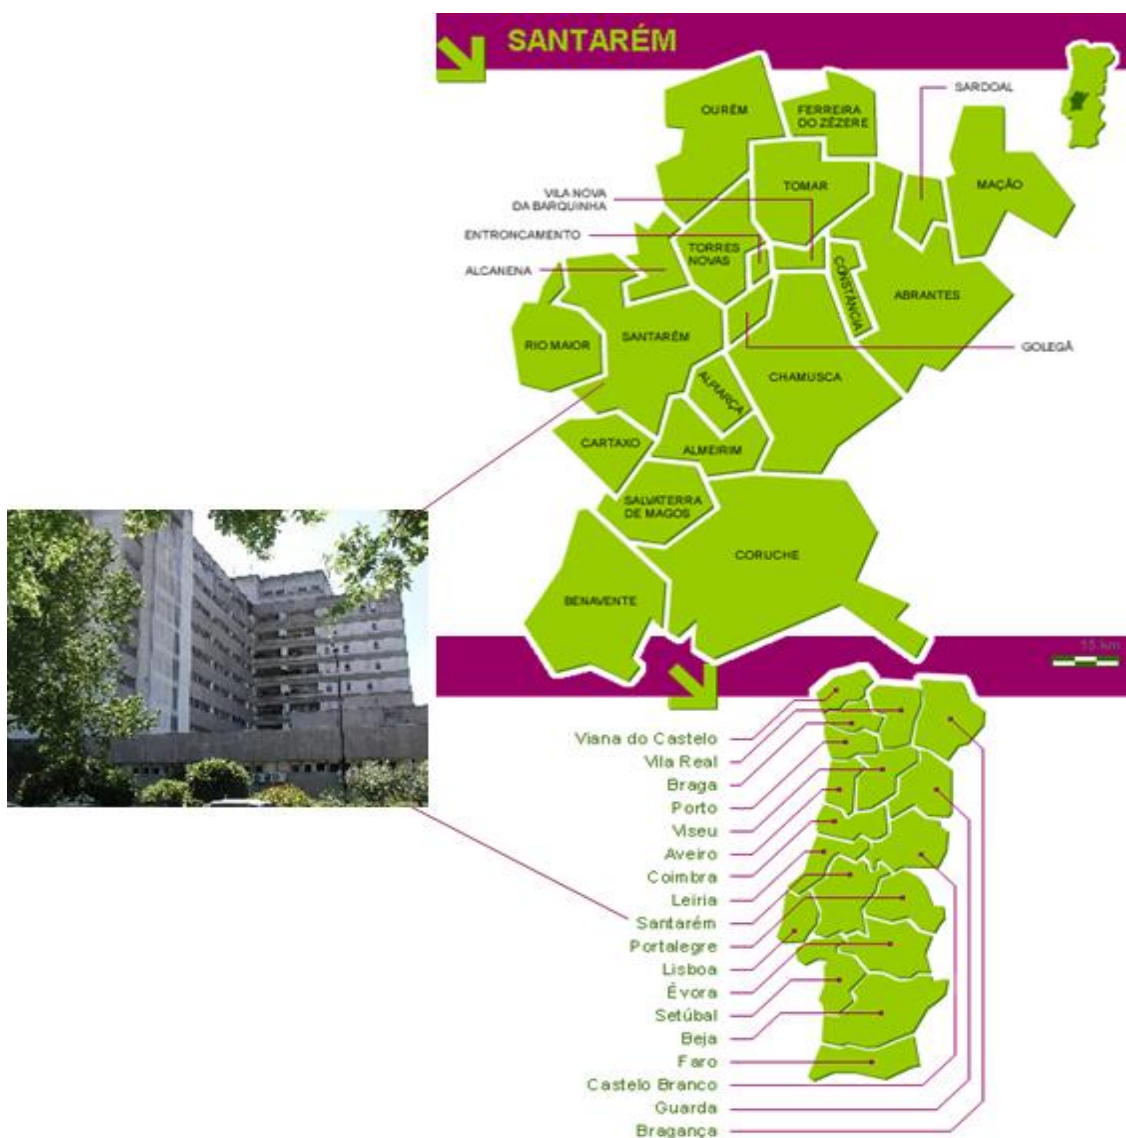 SANTARÉM
SARDOAL
OURÉM
FERREIRA
DO ZÊZERE
MAÇÃO
TOMAR
VILA NOVA
DA BARQUINHA
ENTRONCAMENTO
TORRES
NOVAS
ALCANENA
CONSTÂNCIA
ABRANTES
RIO MAIOR
SANTARÉM
GOLEGÃ
CHAMUSCA
ALPIARÇA
CARTAXO
ALMEIRIM
SALVATERRA
DE MAGOS
CORUCHE
BENAVENTE
15 km
Viana do Castelo
Vila Real
Braga
Porto
Viseu
Aveiro
Coimbra
Leiria
Santarém
Portalegre
Lisboa
Évora
Setúbal
Beja
Faro
Castelo Branco
Guarda
Bragança